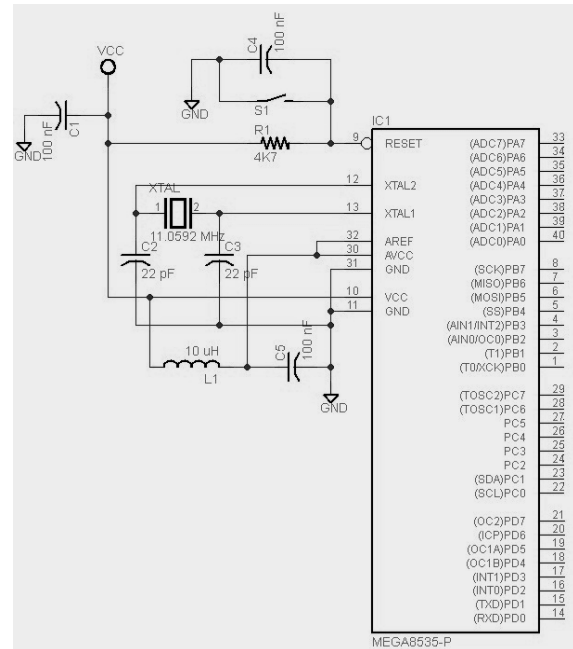 VCC
C1
100 nF
GND
C4
100 nF
GND
S1
R1
4K7
IC1
9 RESET
12 XTAL2
13 XTAL1
32 AREF
30 AVCC
31 GND
10 VCC
11 GND
XTAL
1 2
11.0592 MHz
C2
22 pF
C3
22 pF
10 uH
L1
C5
100 nF
GND
(ADC7)PA7 33
(ADC6)PA6 34
(ADC5)PA5 35
(ADC4)PA4 36
(ADC3)PA3 37
(ADC2)PA2 38
(ADC1)PA1 39
(ADC0)PA0 40
(SCK)PB7 8
(MISO)PB6 7
(MOSI)PB5 6
(SS)PB4 5
(AIN1/INT2)PB3 4
(AIN0/OC0)PB2 3
(T1)PB1 2
(T0/XCK)PB0 1
(TOSC2)PC7 29
(TOSC1)PC6 28
PC5 27
PC4 26
PC3 25
PC2 24
(SDA)PC1 23
(SCL)PC0 22
(OC2)PD7 21
(ICP)PD6 20
(OC1A)PD5 19
(OC1B)PD4 18
(INT1)PD3 17
(INT0)PD2 16
(TXD)PD1 15
(RXD)PD0 14
MEGA8535-P